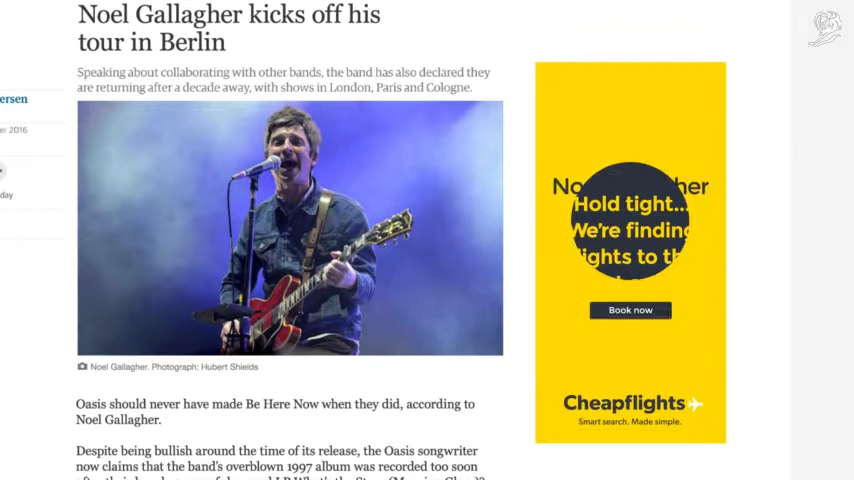 Noel Gallagher kicks off his
tour in Berlin
Speaking about collaborating with other bands, the band has also declared they
are returning after a decade away, with shows in London, Paris and Cologne.
ersen
er 2016
day
Noel Gallagher. Photograph: Hubert Shields
Oasis should never have made Be Here Now when they did, according to
Noel Gallagher.
Despite being bullish around the time of its release, the Oasis songwriter
now claims that the band's overblown 1997 album was recorded too soon
No her
Hold tight...
We're finding
lights to th
Book now
Cheapflights
Smart search. Made simple.